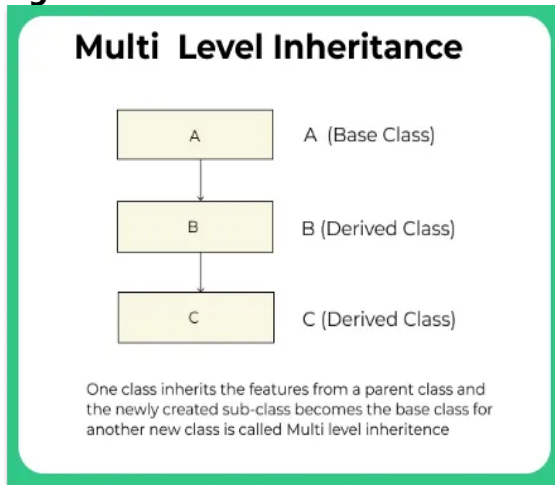 Multi Level Inheritance
A
A (Base Class)
B
B (Derived Class)
C
C (Derived Class)
One class inherits the features from a parent class and
the newly created sub-class becomes the base class for
another new class is called Multi level inheritence